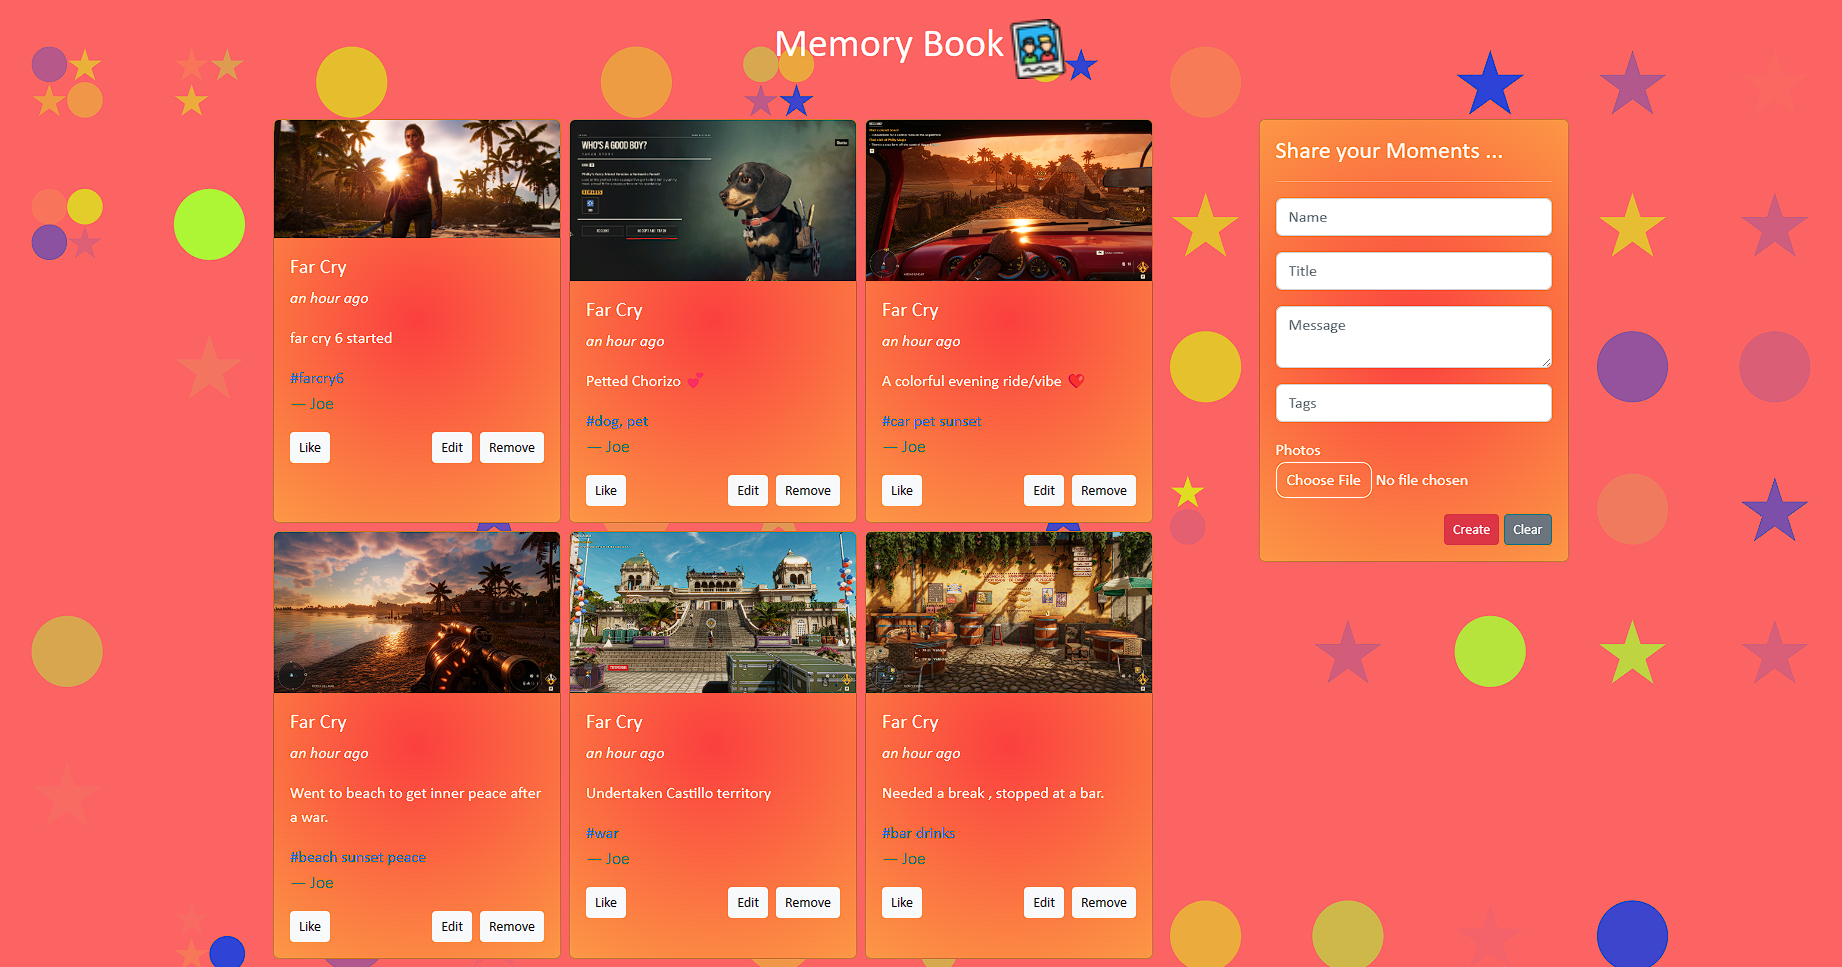 Memory Book
WHO'S A GOOD BOY?
Far Cry
an hour ago
far cry 6 started
#farcry6
— Joe
Like
Edit
Remove
Far Cry
an hour ago
Petted Chorizo 💕
#dog, pet
— Joe
Like
Edit
Remove
Far Cry
an hour ago
A colorful evening ride/vibe ❤️
#car pet sunset
— Joe
Like
Edit
Remove
Far Cry
an hour ago
Went to beach to get inner peace after
a war.
#beach sunset peace
— Joe
Like
Edit
Remove
Far Cry
an hour ago
Undertaken Castillo territory
#war
— Joe
Like
Edit
Remove
Far Cry
an hour ago
Needed a break , stopped at a bar.
#bar drinks
— Joe
Like
Edit
Remove
Share your Moments ...
Name
Title
Message
Tags
Photos
Choose File No file chosen
Create
Clear